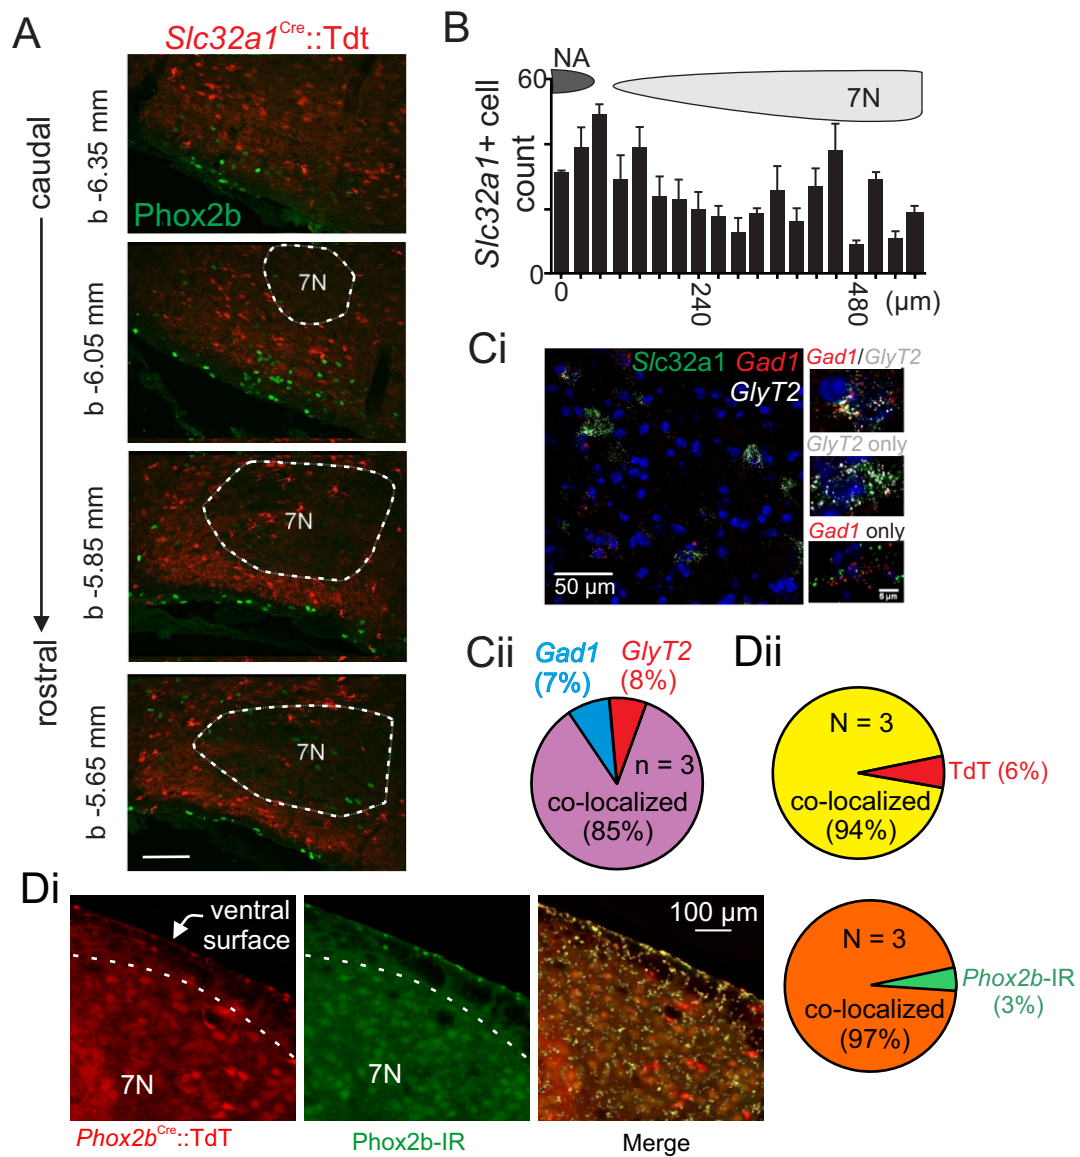 A
Slc32a1Cre::Tdt
caudal
rostral
b -6.35 mm
Phox2b
b -6.05 mm
7N
b -5.85 mm
7N
b -5.65 mm
7N
B
NA
7N
Slc32a1+ cell
count
60
0
0
240
480
(µm)
Ci
Slc32a1 Gad1
GlyT2
50 µm
Gad1/GlyT2
GlyT2 only
Gad1 only
5 µm
Cii
Gad1
(7%)
GlyT2
(8%)
n = 3
co-localized
(85%)
Dii
N = 3
TdT (6%)
co-localized
(94%)
N = 3
Phox2b-IR
(3%)
co-localized
(97%)
Di
ventral
surface
7N
Phox2bCre::TdT
7N
Phox2b-IR
100 µm
Merge